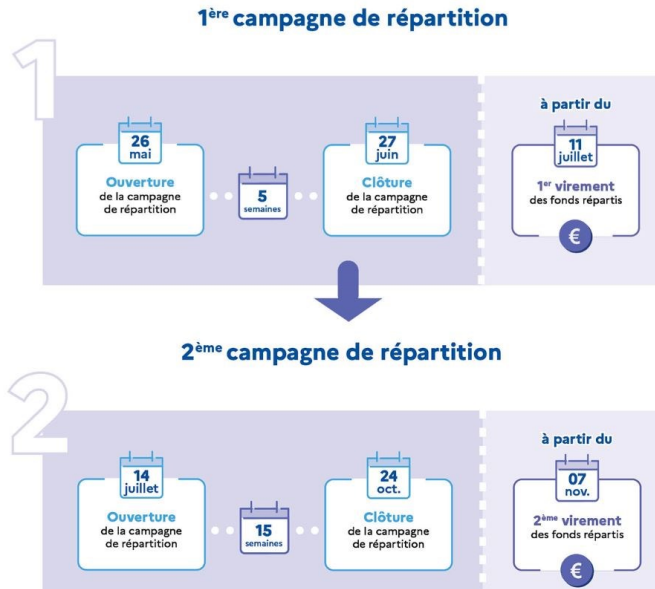 1ère campagne de répartition
1
26
mai
Ouverture
de la campagne
de répartition
5
semaines
27
juin
Clôture
de la campagne
de répartition
à partir du
11
juillet
1er virement
des fonds répartis
€
2ème campagne de répartition
2
14
juillet
Ouverture
de la campagne
de répartition
15
semaines
24
oct.
Clôture
de la campagne
de répartition
à partir du
07
nov.
2ème virement
des fonds répartis
€